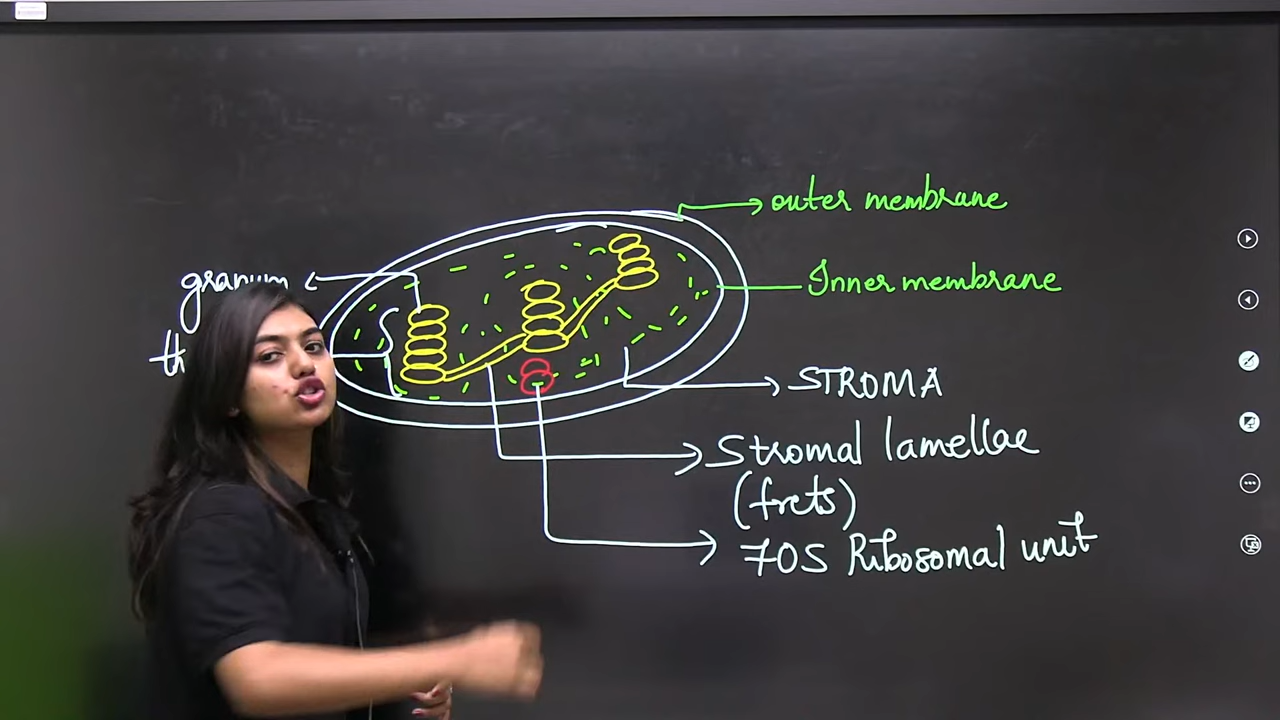 outer membrane
granum
Inner membrane
STROMA
Stromal lamellae
(frets)
70S Ribosomal unit